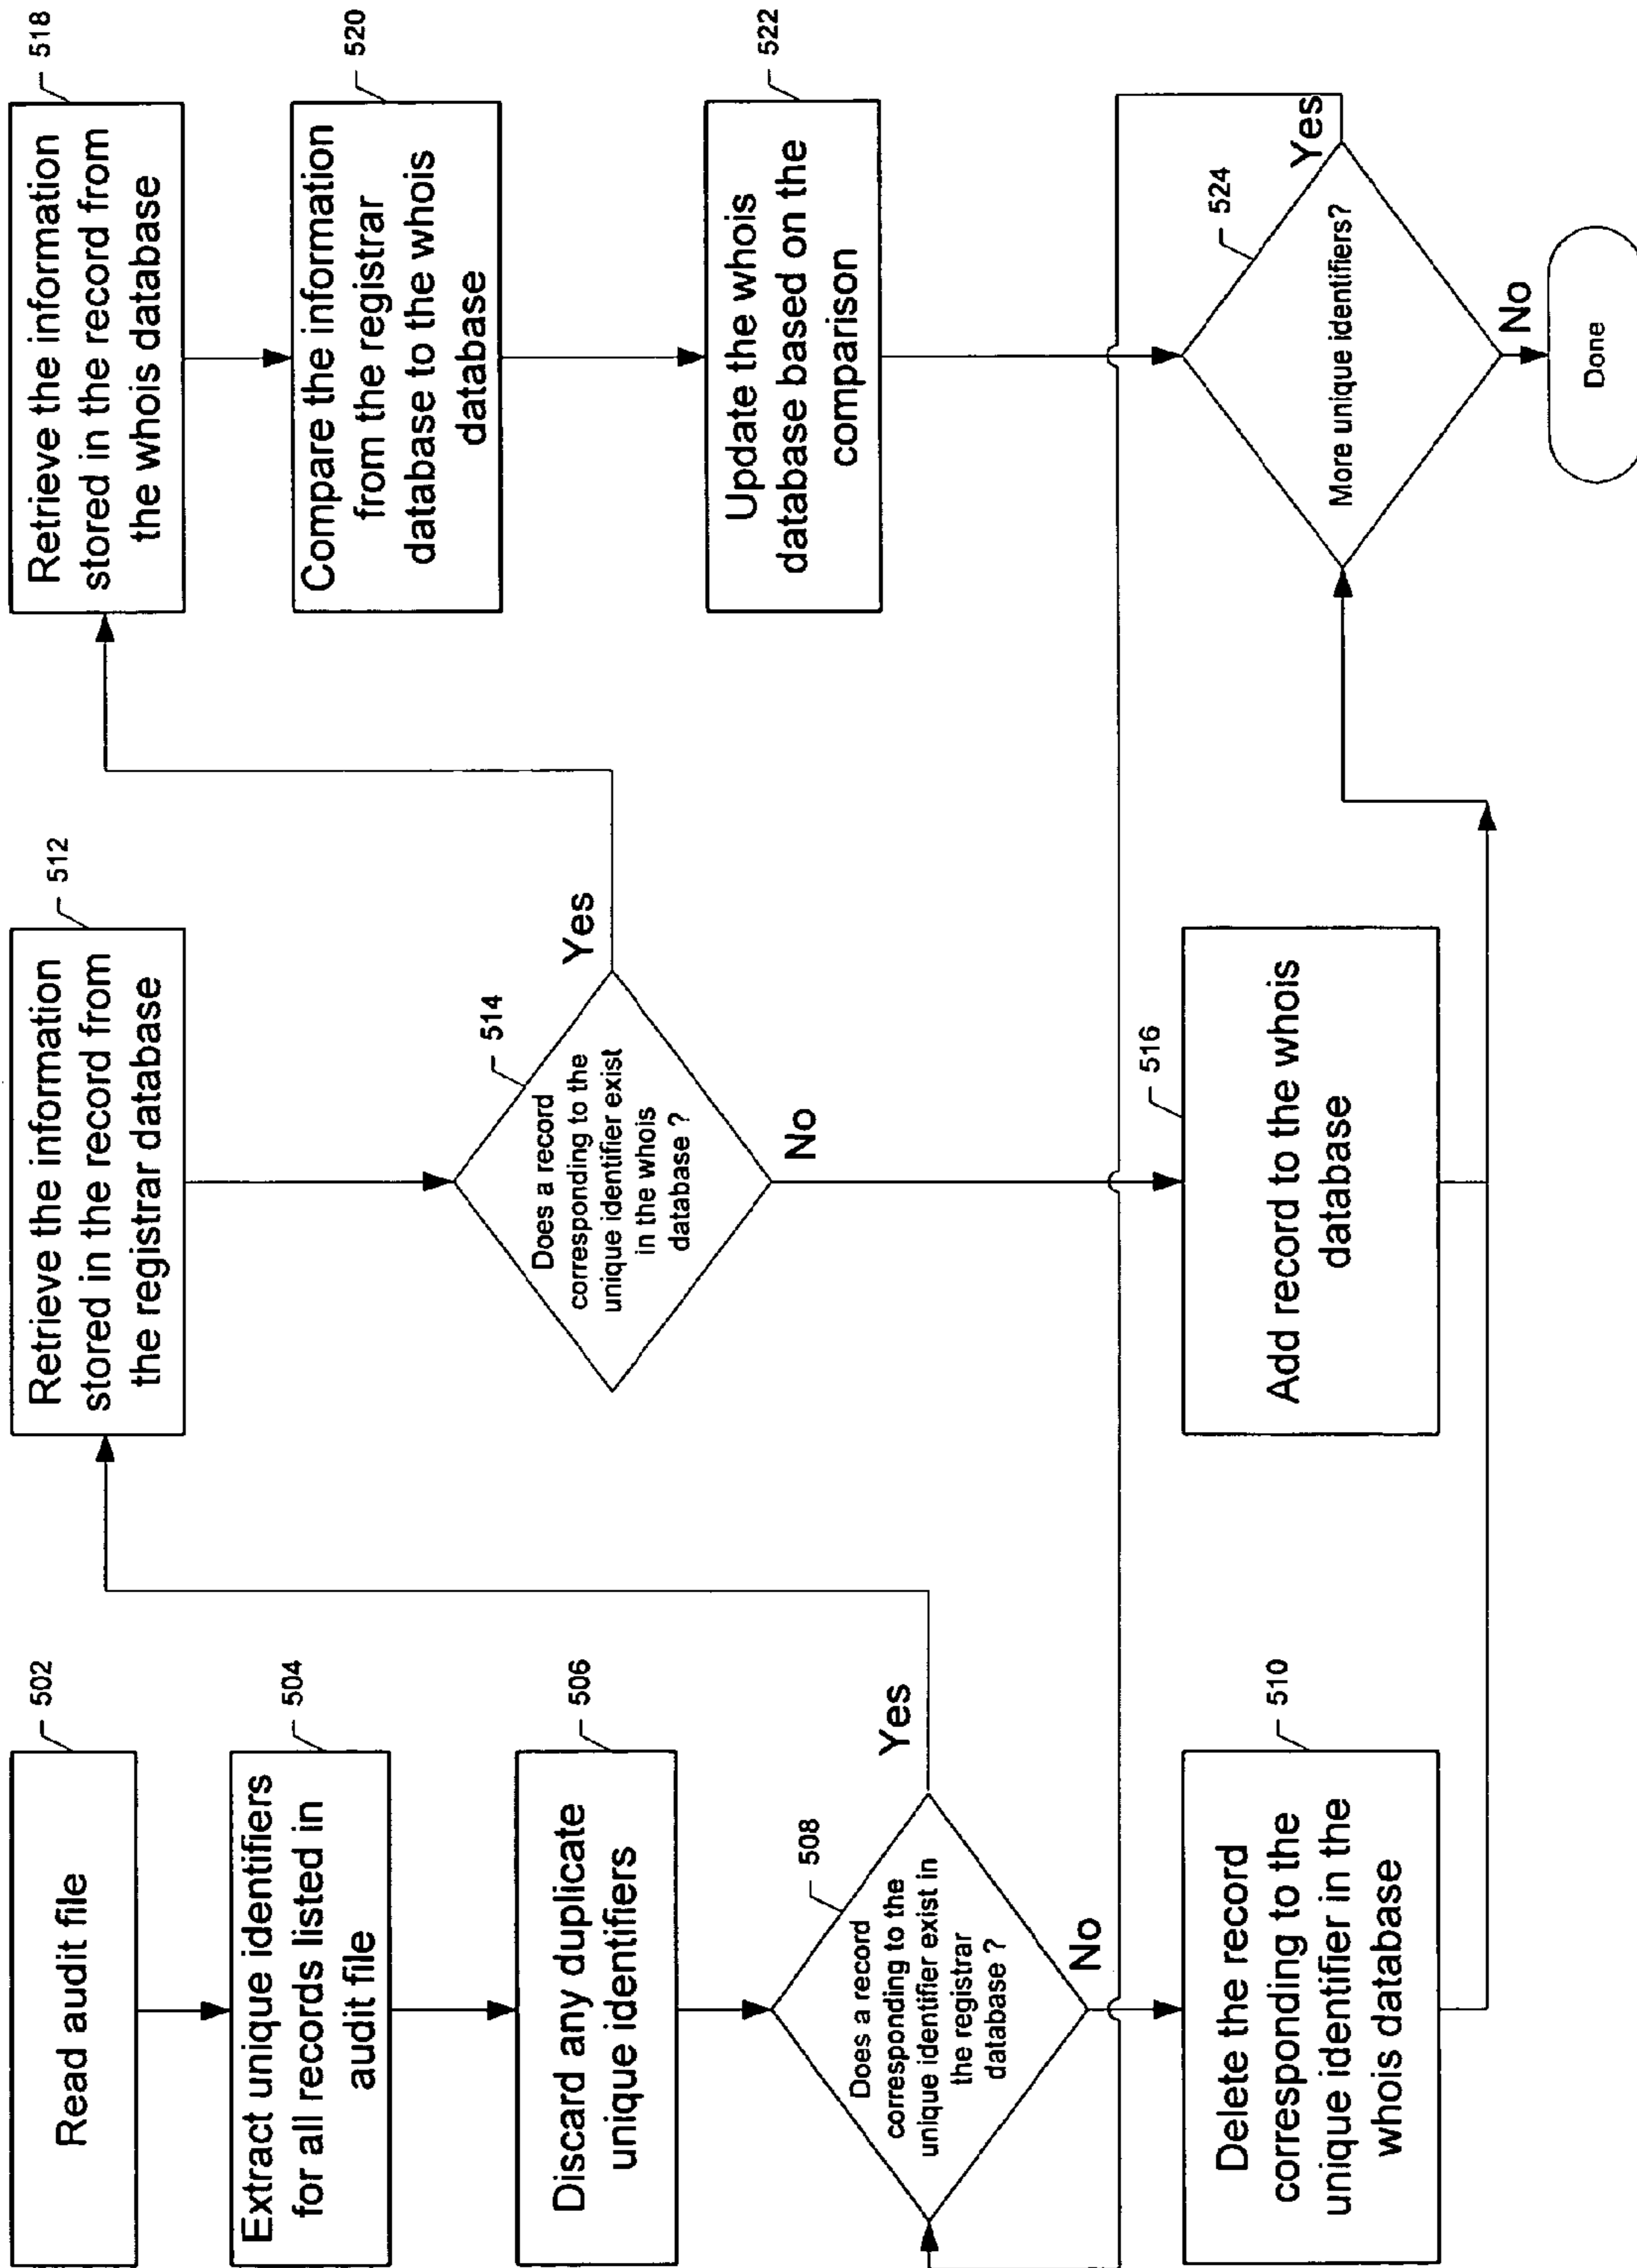 502
Read audit file
504
Extract unique identifiers
for all records listed in
audit file
506
Discard any duplicate
unique identifiers
508
Does a record
corresponding to the
unique identifier exist in
the registrar
database ?
Yes
No
510
Delete the record
corresponding to the
unique identifier in the
whois database
512
Retrieve the information
stored in the record from
the registrar database
514
Does a record
corresponding to the
unique identifier exist
in the whois
database ?
Yes
No
516
Add record to the whois
database
518
Retrieve the information
stored in the record from
the whois database
520
Compare the information
from the registrar
database to the whois
database
522
Update the whois
database based on the
comparison
524
More unique identifiers?
Yes
No
Done